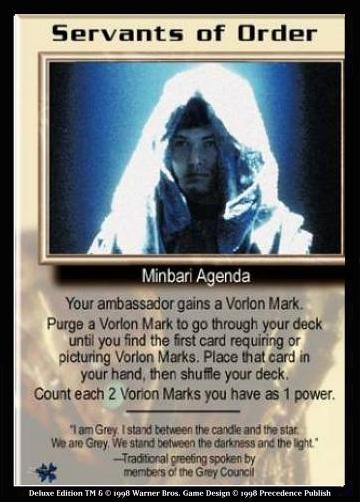 Servants of Order
Minbari Agenda
Your ambassador gains a Vorlon Mark.
Purge a Vorlon Mark to go through your deck
until you find the first card requiring or
picturing Vorlon Marks. Place that card in
your hand, then shuffle your deck.
Count each 2 Vorlon Marks you have as 1 power.
"I am Grey. I stand between the candle and the star.
We are Grey. We stand between the darkness and the light."
—Traditional greeting spoken by
members of the Grey Council
Deluxe Edition TM & © 1998 Warner Bros. Game Design © 1998 Precedence Publish